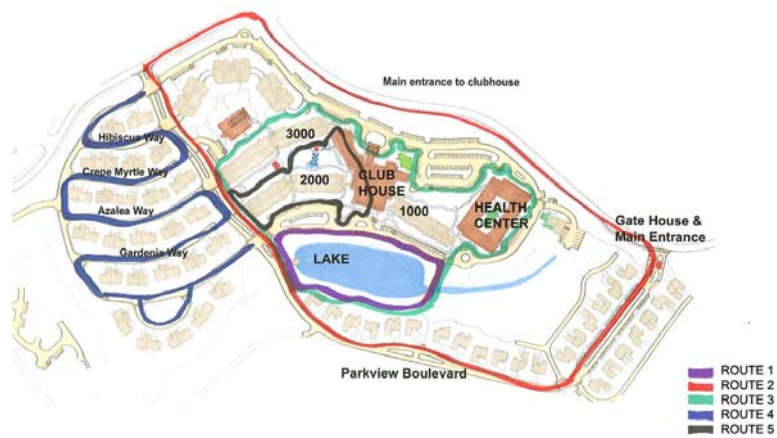 Main entrance to clubhouse
Hibiscus Way
3000
Crepe Myrtle Way
CLUB
HOUSE
2000
Azalea Way
1000
HEALTH
CENTER
Gate House &
Main Entrance
Gardenia Way
LAKE
Parkview Boulevard
ROUTE 1
ROUTE 2
ROUTE 3
ROUTE 4
ROUTE 5